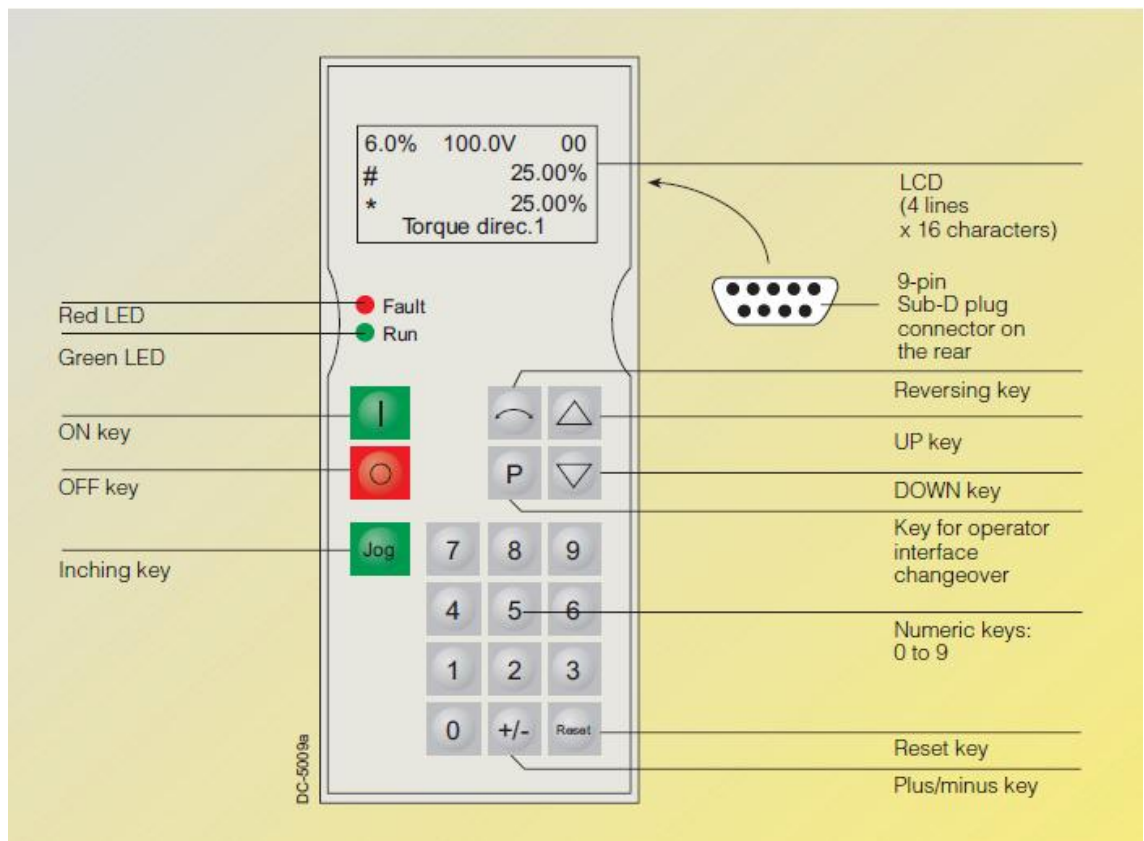 6.0% 100.0V 00
# 25.00%
* 25.00%
Torque direc.1
LCD
(4 lines
x 16 characters)
9-pin
Sub-D plug
connector on
the rear
Fault
Red LED
Run
Green LED
Reversing key
ON key
UP key
P
OFF key
DOWN key
Key for operator
interface
changeover
Jog 7 8 9
Inching key
4 5 6
Numeric keys:
0 to 9
1 2 3
0 +/- Reset
Reset key
Plus/minus key
DC-5009a